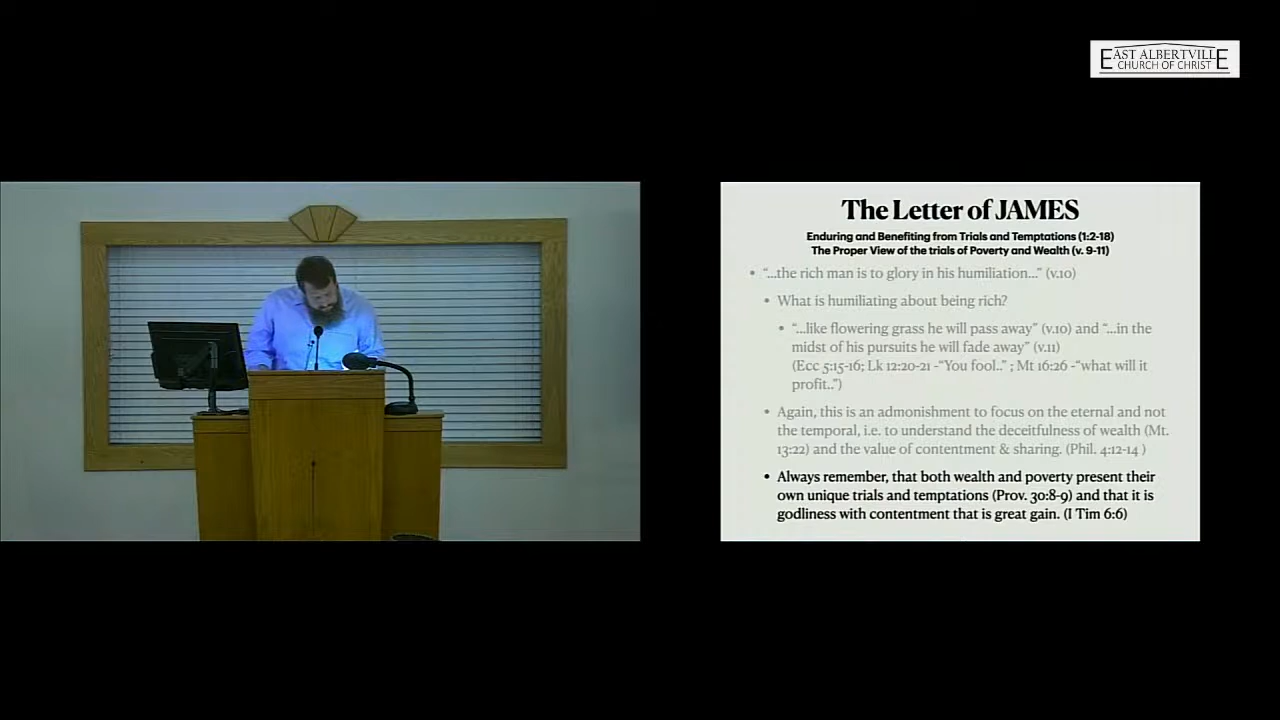 EAST ALBERTVILLE
CHURCH OF CHRIST
The Letter of JAMES
Enduring and Benefiting from Trials and Temptations (1:2-18)
The Proper View of the trials of Poverty and Wealth (v. 9-11)
• “...the rich man is to glory in his humiliation...” (v.10)
• What is humiliating about being rich?
• “...like flowering grass he will pass away” (v.10) and “...in the
midst of his pursuits he will fade away” (v.11)
(Ecc 5:15-16; Lk 12:20-21 -“You fool..” ; Mt 16:26 -“what will it
profit..”)
• Again, this is an admonishment to focus on the eternal and not
the temporal, i.e. to understand the deceitfulness of wealth (Mt.
13:22) and the value of contentment & sharing. (Phil. 4:12-14 )
• Always remember, that both wealth and poverty present their
own unique trials and temptations (Prov. 30:8-9) and that it is
godliness with contentment that is great gain. (I Tim 6:6)